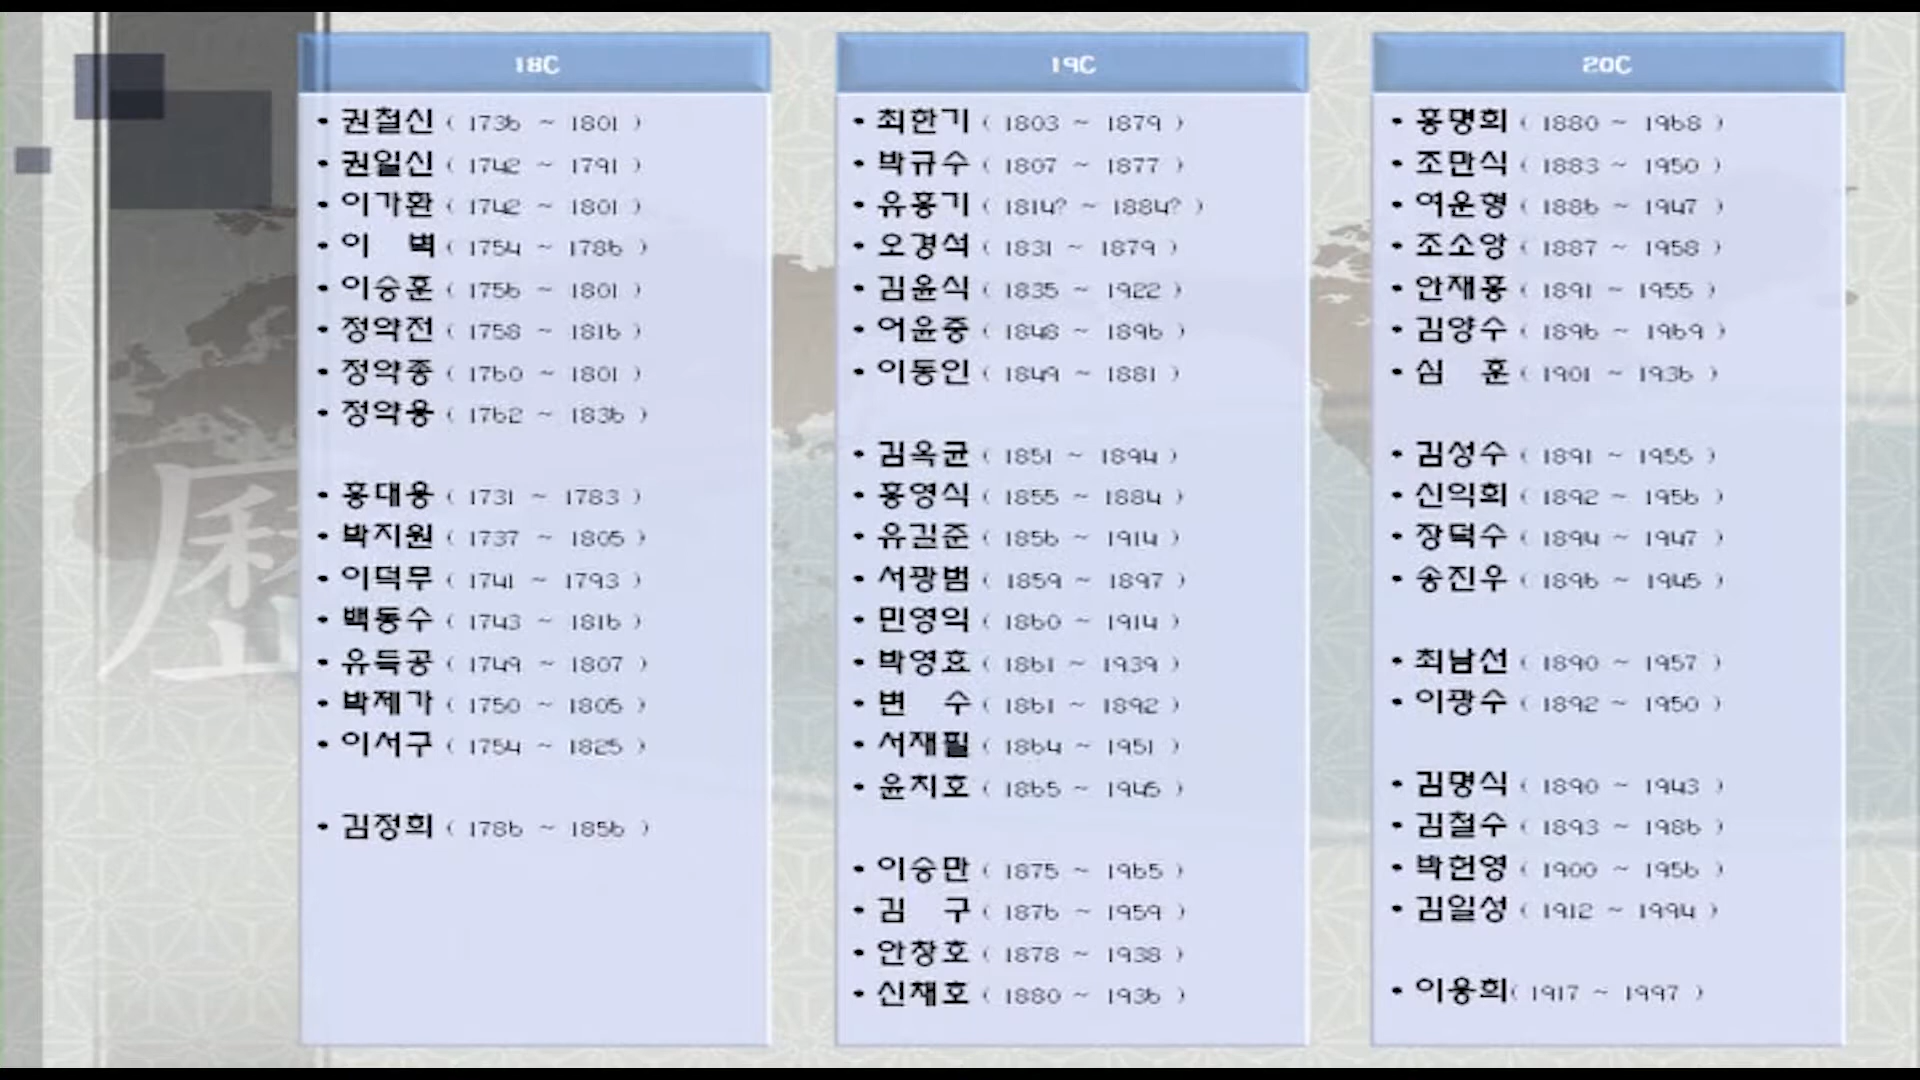 18C
• 권철신 ( 1736 ~ 1801 )
• 권일신 ( 1742 ~ 1791 )
• 이가환 ( 1742 ~ 1801 )
• 이 벽 ( 1754 ~ 1786 )
• 이승훈 ( 1756 ~ 1801 )
• 정약전 ( 1758 ~ 1816 )
• 정약종 ( 1760 ~ 1801 )
• 정약용 ( 1762 ~ 1836 )
• 홍대용 ( 1731 ~ 1783 )
• 박지원 ( 1737 ~ 1805 )
• 이덕무 ( 1741 ~ 1793 )
• 백동수 ( 1743 ~ 1816 )
• 유득공 ( 1749 ~ 1807 )
• 박제가 ( 1750 ~ 1805 )
• 이서구 ( 1754 ~ 1825 )
• 김정희 ( 1786 ~ 1856 )
19C
• 최한기 ( 1803 ~ 1879 )
• 박규수 ( 1807 ~ 1877 )
• 유홍기 ( 1814? ~ 1884? )
• 오경석 ( 1831 ~ 1879 )
• 김윤식 ( 1835 ~ 1922 )
• 어윤중 ( 1848 ~ 1896 )
• 이동인 ( 1849 ~ 1881 )
• 김옥균 ( 1851 ~ 1894 )
• 홍영식 ( 1855 ~ 1884 )
• 유길준 ( 1856 ~ 1914 )
• 서광범 ( 1859 ~ 1897 )
• 민영익 ( 1860 ~ 1914 )
• 박영효 ( 1861 ~ 1939 )
• 변 수 ( 1861 ~ 1892 )
• 서재필 ( 1864 ~ 1951 )
• 윤치호 ( 1865 ~ 1945 )
• 이승만 ( 1875 ~ 1965 )
• 김 구 ( 1876 ~ 1959 )
• 안창호 ( 1878 ~ 1938 )
• 신채호 ( 1880 ~ 1936 )
20C
• 홍명희 ( 1880 ~ 1968 )
• 조만식 ( 1883 ~ 1950 )
• 여운형 ( 1886 ~ 1947 )
• 조소앙 ( 1887 ~ 1958 )
• 안재홍 ( 1891 ~ 1955 )
• 김양수 ( 1896 ~ 1969 )
• 심 훈 ( 1901 ~ 1936 )
• 김성수 ( 1891 ~ 1955 )
• 신익희 ( 1892 ~ 1956 )
• 장덕수 ( 1894 ~ 1947 )
• 송진우 ( 1896 ~ 1945 )
• 최남선 ( 1890 ~ 1957 )
• 이광수 ( 1892 ~ 1950 )
• 김명식 ( 1890 ~ 1943 )
• 김철수 ( 1893 ~ 1986 )
• 박헌영 ( 1900 ~ 1956 )
• 김일성 ( 1912 ~ 1994 )
• 이용희( 1917 ~ 1997 )
歷